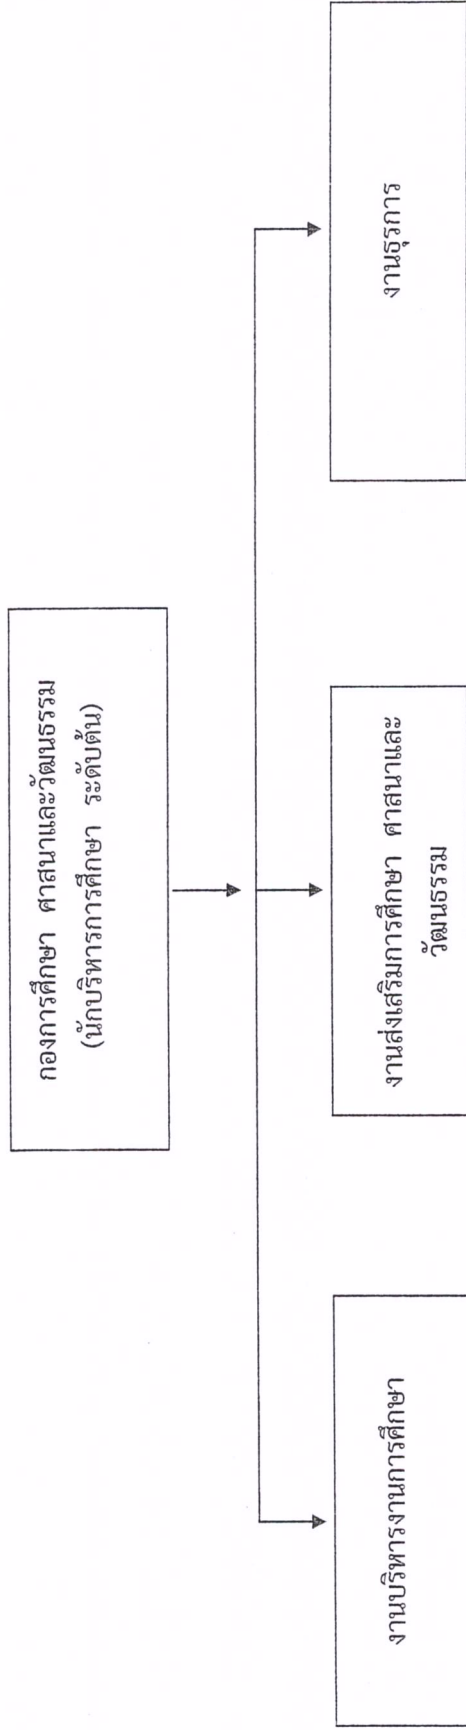 กองการศึกษา ศาสนาและวัฒนธรรม
(นักบริหารการศึกษา ระดับต้น)
งานบริหารงานการศึกษา
งานส่งเสริมการศึกษา ศาสนาและ
วัฒนธรรม
งานธุรการ